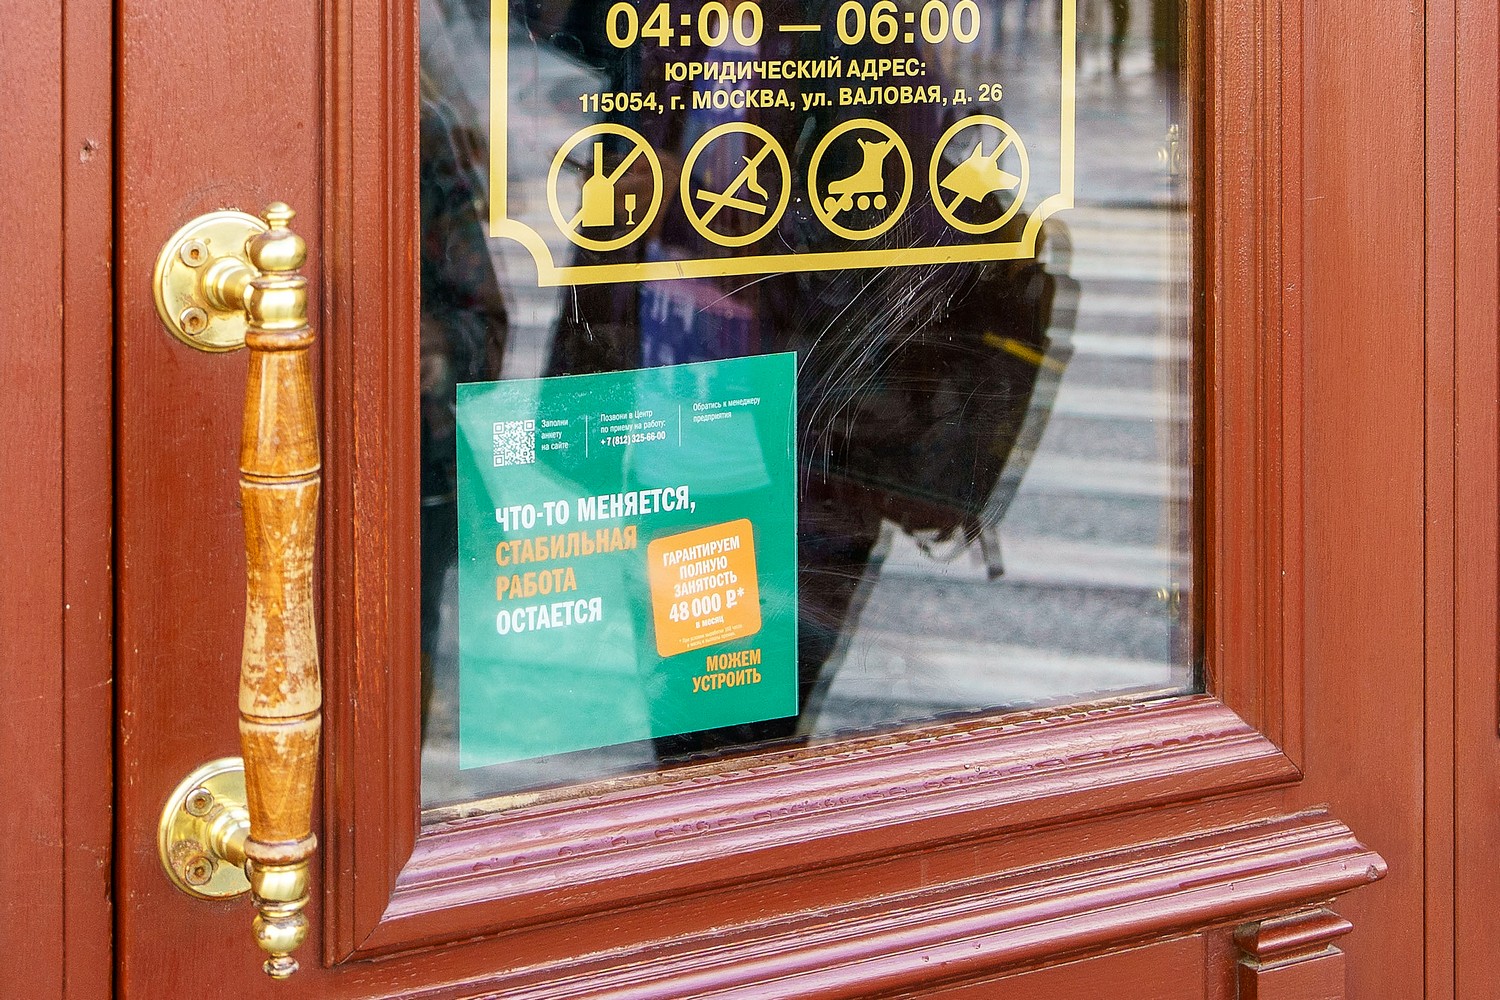 04:00 — 06:00
ЮРИДИЧЕСКИЙ АДРЕС:
115054, г. МОСКВА, ул. ВАЛОВАЯ, д. 26
Заполни
анкету
на сайте
Позвони в Центр
по приему на работу:
+7 (812) 325-66-00
Обратись к менеджеру
предприятия
ЧТО-ТО МЕНЯЕТСЯ,
СТАБИЛЬНАЯ
РАБОТА
ОСТАЕТСЯ
ГАРАНТИРУЕМ
ПОЛНУЮ
ЗАНЯТОСТЬ
48 000 ₽*
в месяц
МОЖЕМ
УСТРОИТЬ